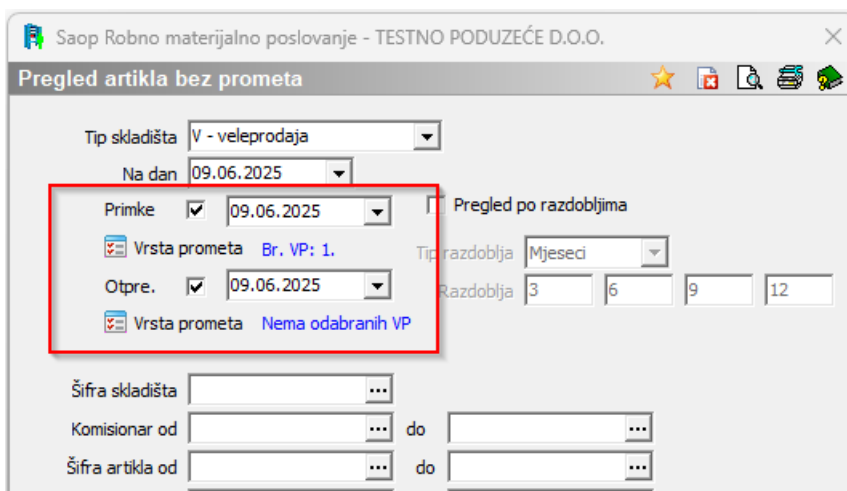 Saop Robno materijalno poslovanje - TESTNO PODUZEĆE D.O.O.
Pregled artikla bez prometa
Tip skladišta V - veleprodaja
Na dan 09.06.2025
Primke 09.06.2025 Pregled po razdobljima
Vrsta prometa Br. VP: 1. Tip razdoblja Mjeseci
Otpre. 09.06.2025 Razdoblja 3 6 9 12
Vrsta prometa Nema odabranih VP
Šifra skladišta ...
Komisionar od ... do ...
Šifra artikla od ... do ...